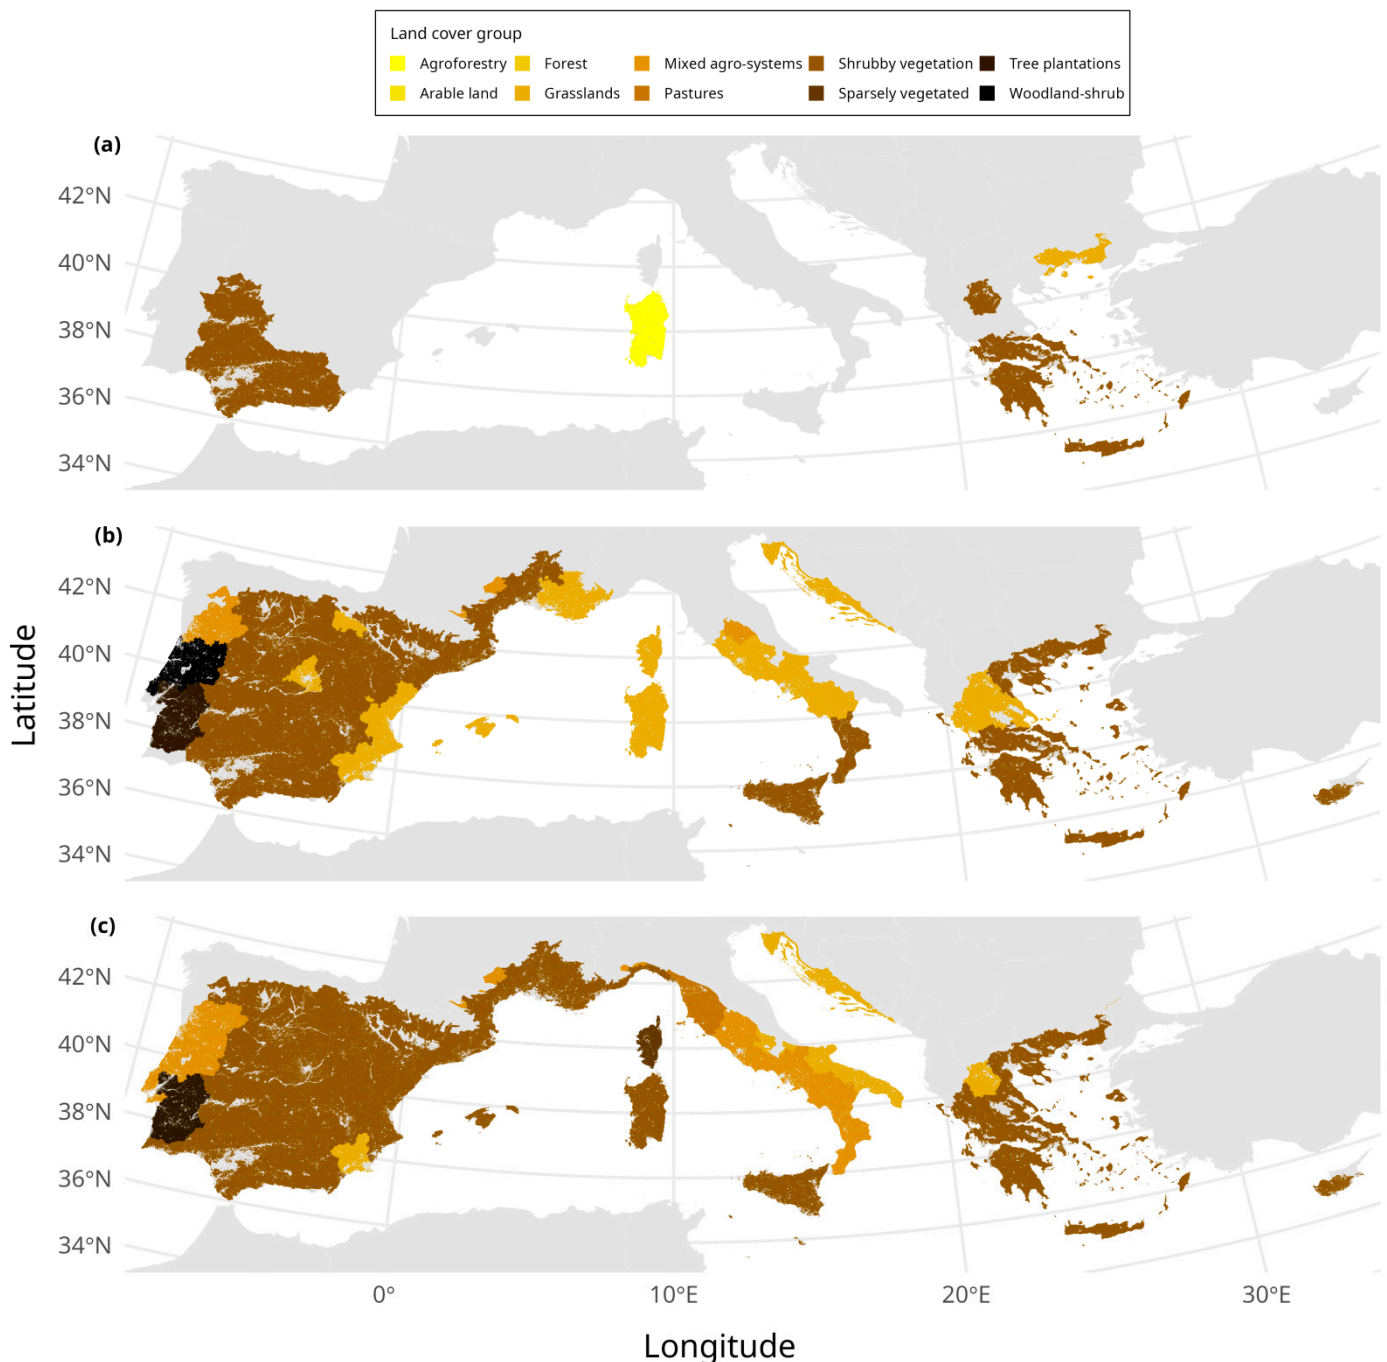 Land cover group
Agroforestry Forest Mixed agro-systems Shrubby vegetation Tree plantations
Arable land Grasslands Pastures Sparsely vegetated Woodland-shrub
(a)
42°N
40°N
38°N
36°N
34°N
(b)
42°N
40°N
38°N
36°N
34°N
(c)
42°N
40°N
38°N
36°N
34°N
Latitude
0° 10°E 20°E 30°E
Longitude